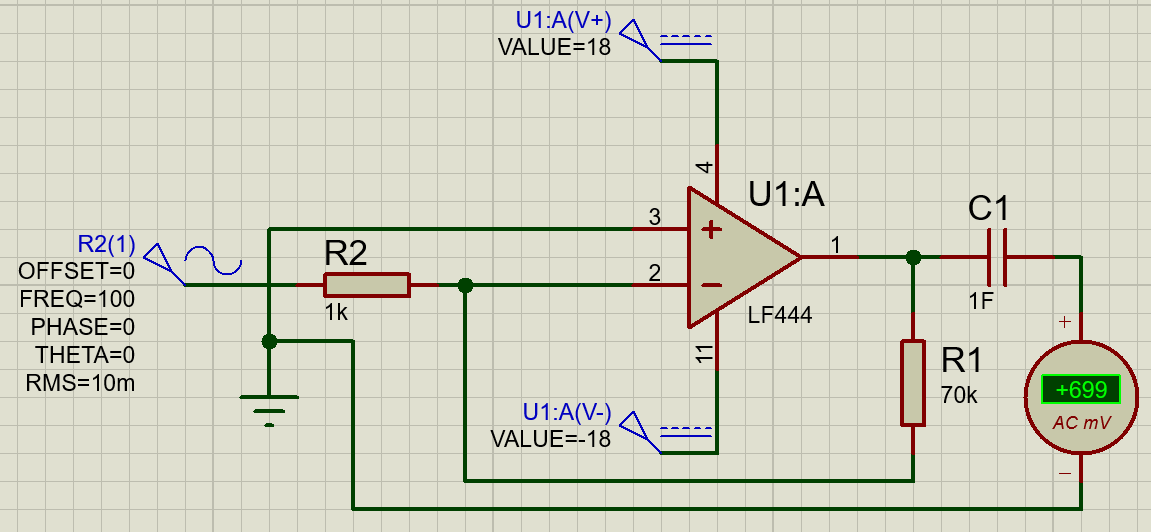 U1:A(V+)
VALUE=18
4
U1:A
3
+
2
−
1
LF444
11
C1
1F
R2(1)
OFFSET=0
FREQ=100
PHASE=0
THETA=0
RMS=10m
R2
1k
U1:A(V-)
VALUE=-18
R1
70k
+
+699
AC mV
−